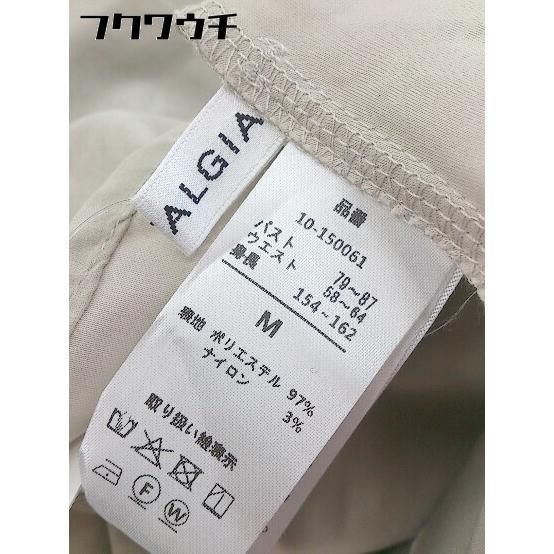 フクワウチ
ALGIA
品番
10-150061
バスト 79~87
ウエスト 58~64
身長 154~162
M
ポリエステル 97%
ナイロン 3%
取り扱い絵表示
F
W